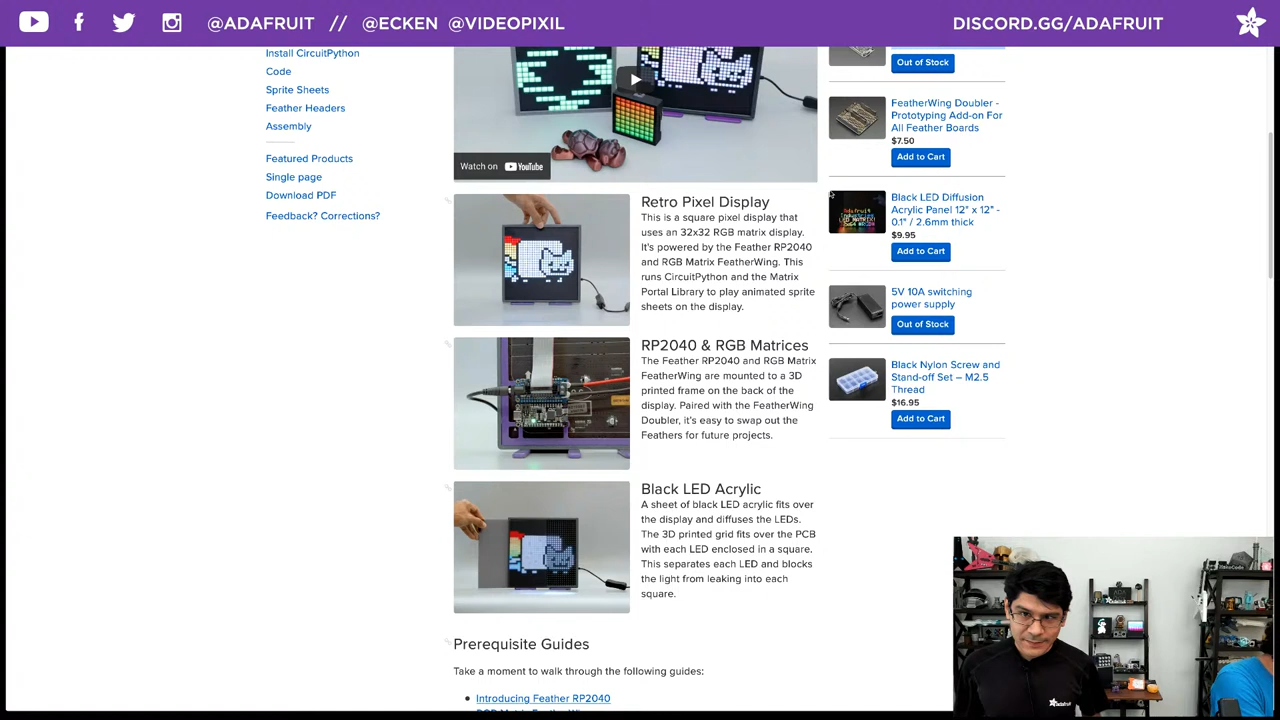 @ADAFRUIT // @ECKEN @VIDEOPIXIL
DISCORD.GG/ADAFRUIT
Install CircuitPython
Code
Sprite Sheets
Feather Headers
Assembly
Featured Products
Single page
Download PDF
Feedback? Corrections?
Watch on YouTube
Retro Pixel Display
This is a square pixel display that
uses an 32x32 RGB matrix display.
It's powered by the Feather RP2040
and RGB Matrix FeatherWing. This
runs CircuitPython and the Matrix
Portal Library to play animated sprite
sheets on the display.
RP2040 & RGB Matrices
The Feather RP2040 and RGB Matrix
FeatherWing are mounted to a 3D
printed frame on the back of the
display. Paired with the FeatherWing
Doubler, it's easy to swap out the
Feathers for future projects.
Black LED Acrylic
A sheet of black LED acrylic fits over
the display and diffuses the LEDs.
The 3D printed grid fits over the PCB
with each LED enclosed in a square.
This separates each LED and blocks
the light from leaking into each
square.
Prerequisite Guides
Take a moment to walk through the following guides:
Introducing Feather RP2040
Out of Stock
FeatherWing Doubler -
Prototyping Add-on For
All Feather Boards
$7.50
Add to Cart
Black LED Diffusion
Acrylic Panel 12" x 12" -
0.1" / 2.6mm thick
$9.95
Add to Cart
5V 10A switching
power supply
Out of Stock
Black Nylon Screw and
Stand-off Set – M2.5
Thread
$16.95
Add to Cart
adafruit